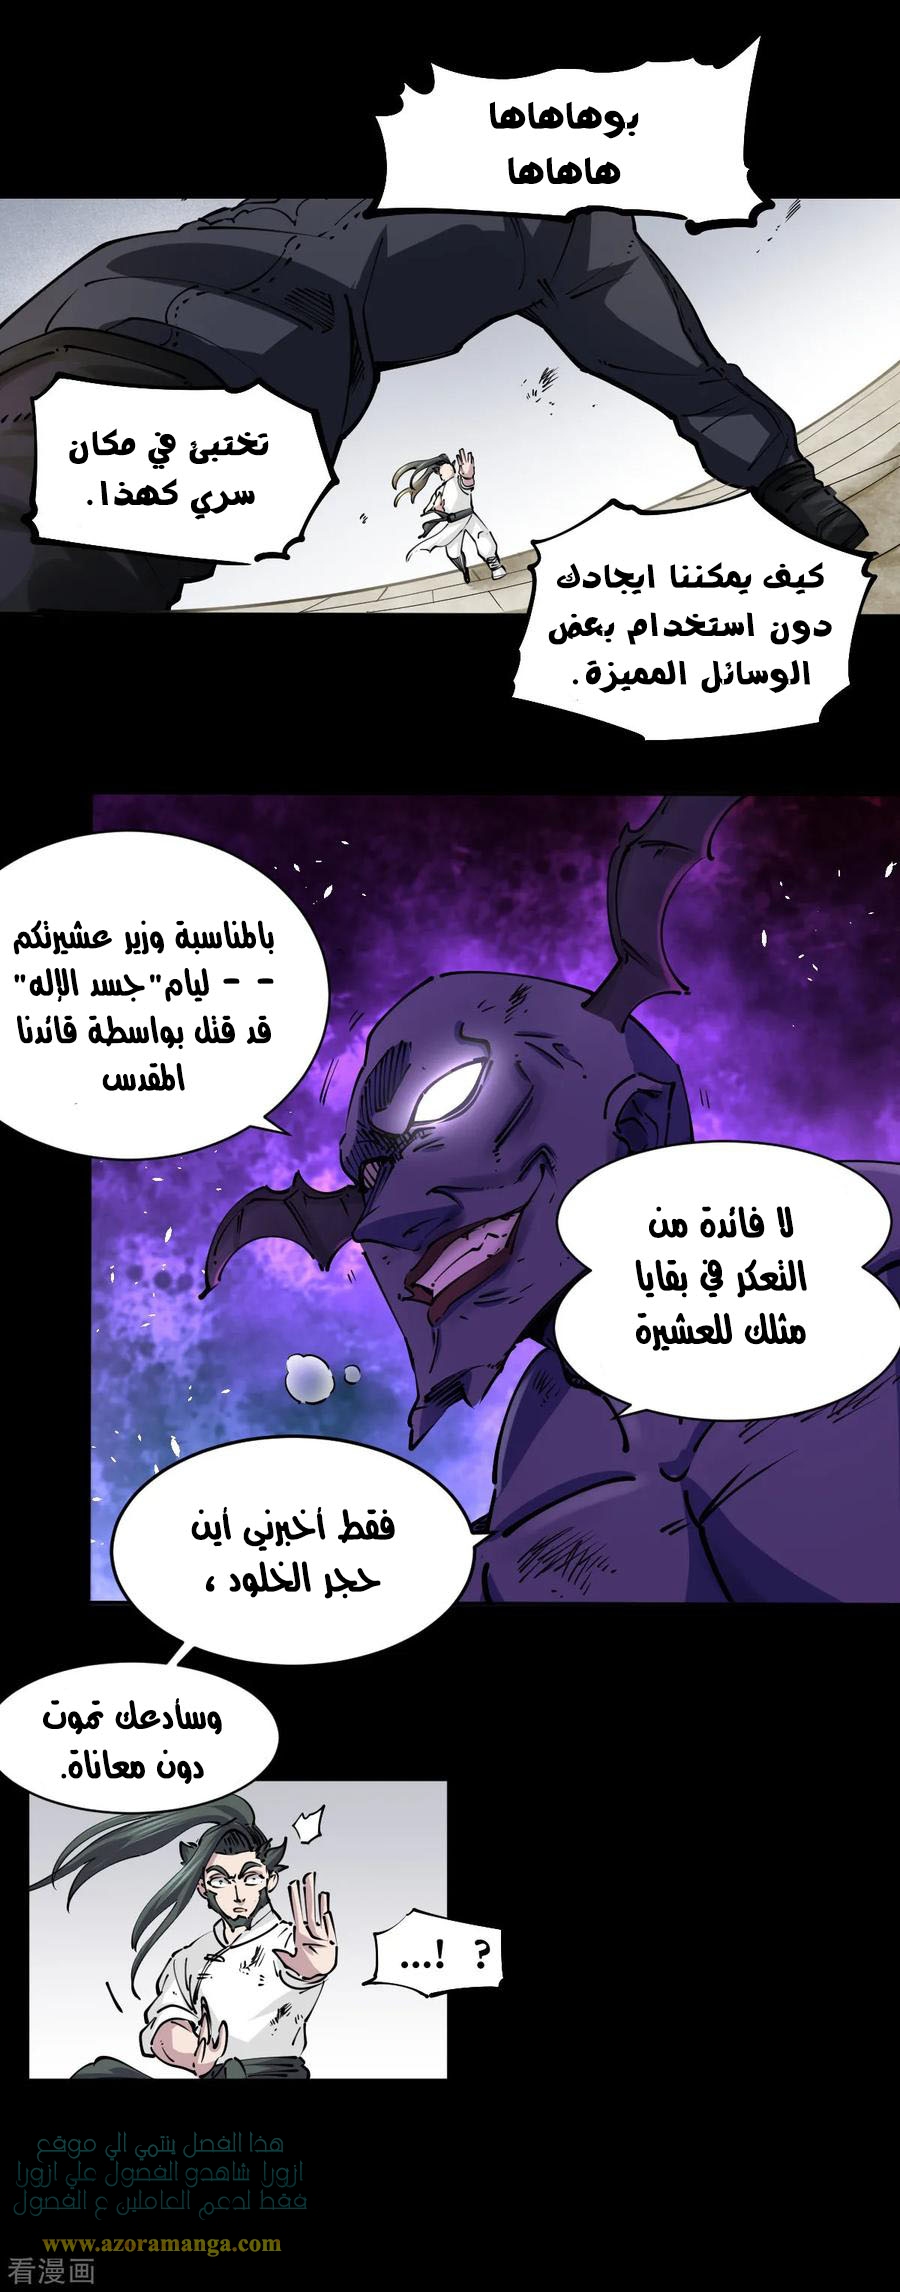 بوهاهاها
هاهاها
تختبئ في مكان
سري كهذا.
كيف يمكننا ايجادك
دون استخدام بعض
الوسائل المميزة.
بالمناسبة وزير عشيرتكم
- - ليام "جسد الإله"
قد قتل بواسطة قائدنا
المقدس
لا فائدة من
التعكر في بقايا
مثلك للعشيرة
فقط أخبرني أين
حجر الخلود ،
وسأدعك تموت
دون معاناة.
? !...
هذا الفصل ينتمي الي موقع
ازورا شاهدو الفصول علي ازورا
فقط لدعم العاملين ع الفصول
www.azoramanga.com
看漫画